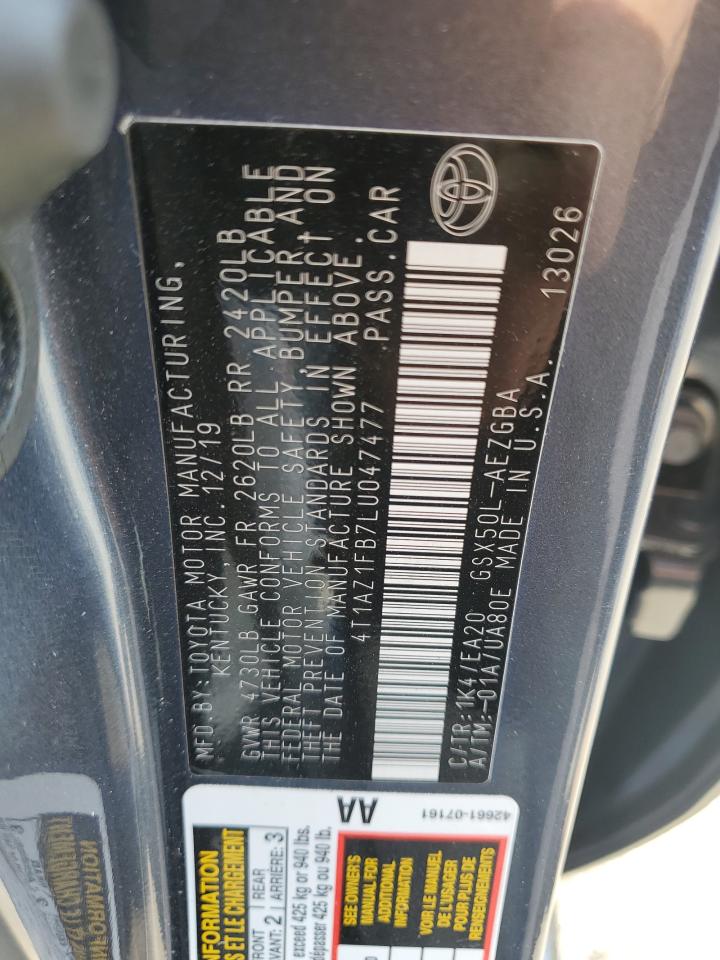 MFD.BY:TOYOTA MOTOR MANUFACTURING,
KENTUCKY,INC.12/19
GVWR 4730LB GAWR FR 2620LB RR 2420LB
THIS VEHICLE CONFORMS TO ALL APPLICABLE
FEDERAL MOTOR VEHICLE SAFETY,BUMPER,AND
THEFT PREVENTION STANDARDS IN EFFECT ON
THE DATE OF MANUFACTURE SHOWN ABOVE.
4T1AZ1FB7LU047477 PASS.CAR
C/TR:1K4/EA20 GSX50L-AEZGBA
A/TM:-01A/UA80E MADE IN U.S.A. 13026
AA
42661-07161
NFORMATION
S ET LE CHARGEMENT
FRONT
AVANT: 2
REAR
ARRIÈRE: 3
exceed 425 kg or 940 lbs.
dépasser 425 kg ou 940 lb.
SEE OWNER'S
MANUAL FOR
ADDITIONAL
INFORMATION
VOIR LE MANUEL
DE L'USAGER
POUR PLUS DE
RENSEIGNEMENTS